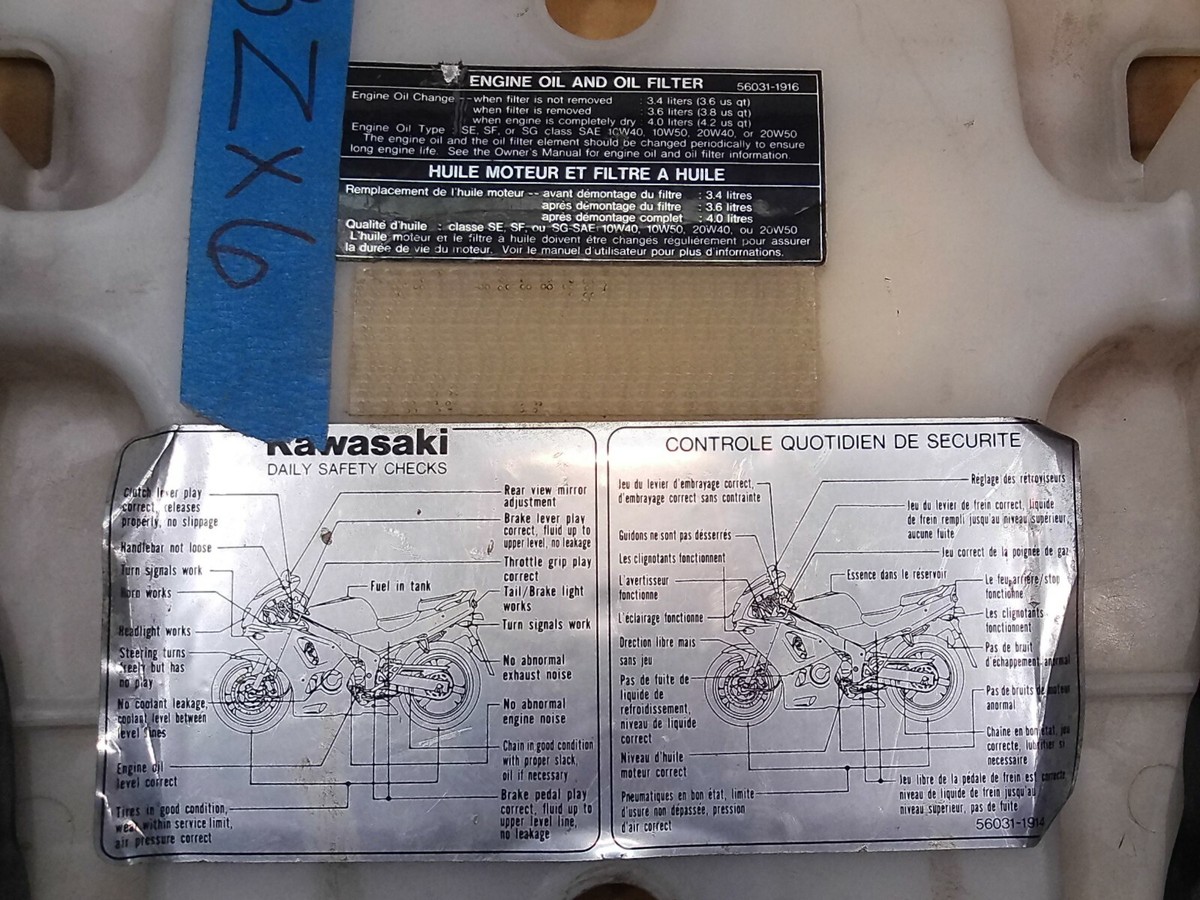 ZX6
ENGINE OIL AND OIL FILTER 56031-1916
Engine Oil Change -- when filter is not removed : 3.4 liters (3.6 us qt)
when filter is removed : 3.6 liters (3.8 us qt)
when engine is completely dry : 4.0 liters (4.2 us qt)
Engine Oil Type : SE, SF, or SG class SAE 10W40, 10W50, 20W40, or 20W50
The engine oil and the oil filter element should be changed periodically to ensure
long engine life. See the Owner's Manual for engine oil and oil filter information.
HUILE MOTEUR ET FILTRE A HUILE
Remplacement de l'huile moteur -- avant démontage du filtre : 3.4 litres
aprés démontage du filtre : 3.6 litres
aprés démontage complet : 4.0 litres
Qualité d'huile : classe SE, SF, ou SG SAE 10W40, 10W50, 20W40, ou 20W50
L'huile moteur et le filtre a huile doivent étre changés réguliérement pour assurer
la durée de vie du moteur. Voir le manuel d'utilisateur pour plus d'informations.
Kawasaki
DAILY SAFETY CHECKS
Clutch lever play
correct, releases
properly, no slippage
Handlebar not loose
Turn signals work
Horn works
Headlight works
Steering turns
freely but has
no play
No coolant leakage,
coolant level between
level lines
Engine oil
level correct
Tires in good condition,
wear within service limit,
air pressure correct
Fuel in tank
Rear view mirror
adjustment
Brake lever play
correct, fluid up to
upper level, no leakage
Throttle grip play
correct
Tail/Brake light
works
Turn signals work
No abnormal
exhaust noise
No abnormal
engine noise
Chain in good condition
with proper slack,
oil if necessary
Brake pedal play
correct, fluid up to
upper level line,
no leakage
CONTROLE QUOTIDIEN DE SECURITE
Jeu du levier d'embrayage correct,
d'embrayage correct sans contrainte
Guidons ne sont pas désserrés
Les clignotants fonctionnent
L'avertisseur
fonctionne
L'éclairage fonctionne
Direction libre mais
sans jeu
Pas de fuite de
liquide de
refroidissement,
niveau de liquide
correct
Niveau d'huile
moteur correct
Pneumatiques en bon état, limite
d'usure non dépassée, pression
d'air correct
Essence dans le réservoir
Réglage des rétroviseurs
Jeu du levier de frein correct, liquide
de frein rempli jusqu'au niveau supérieur,
aucune fuite
Jeu correct de la poignée de gaz
Le feu arrière/stop
fonctionne
Les clignotants
fonctionnent
Pas de bruit
d'échappement anormal
Pas de bruits de moteur
anormal
Chaîne en bon état, jeu
correcte, lubrifier si
nécessaire
Jeu libre de la pédale de frein est correcte,
niveau de liquide de frein jusqu'au
niveau superieur, pas de fuite
56031-1914